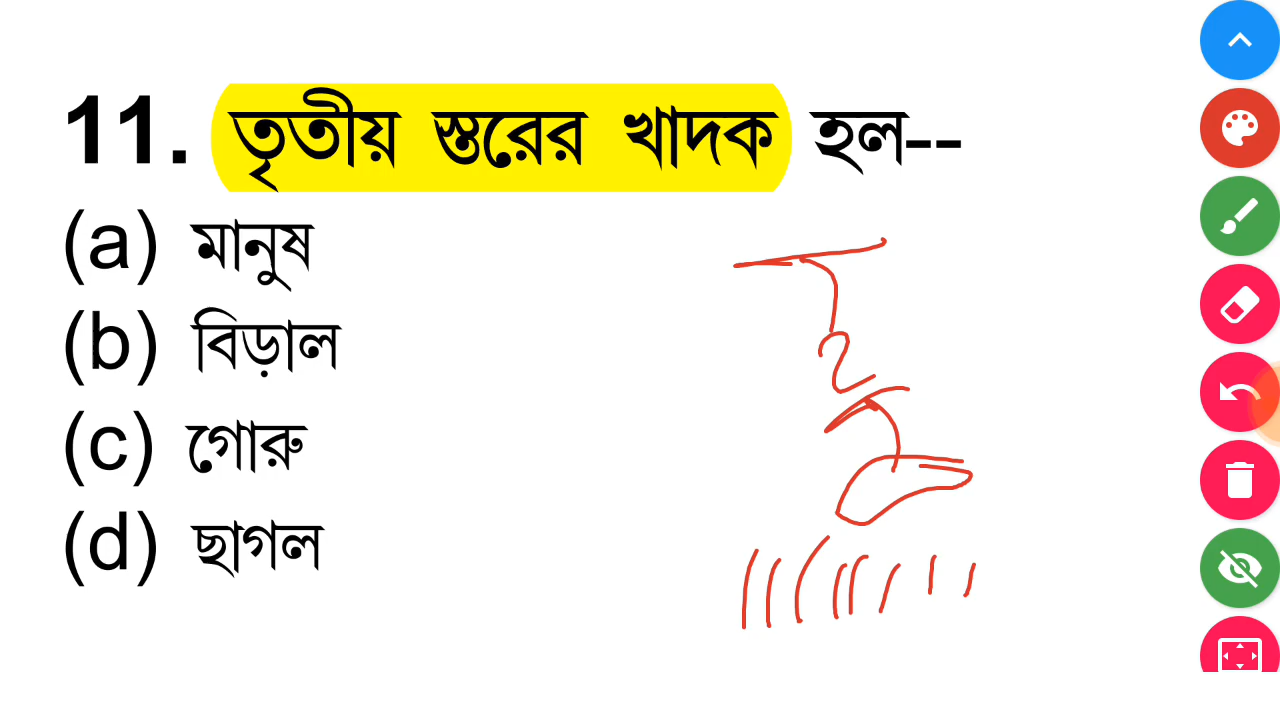 11. তৃতীয় স্তরের খাদক হল--
(a) মানুষ
(b) বিড়াল
(c) গোরু
(d) ছাগল